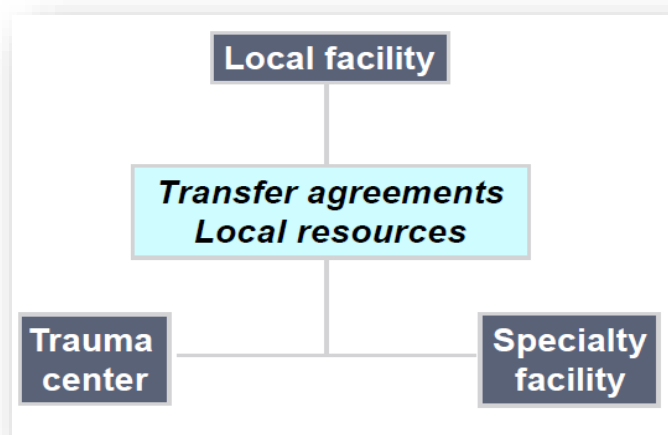 Local facility
Transfer agreements
Local resources
Trauma
center
Specialty
facility